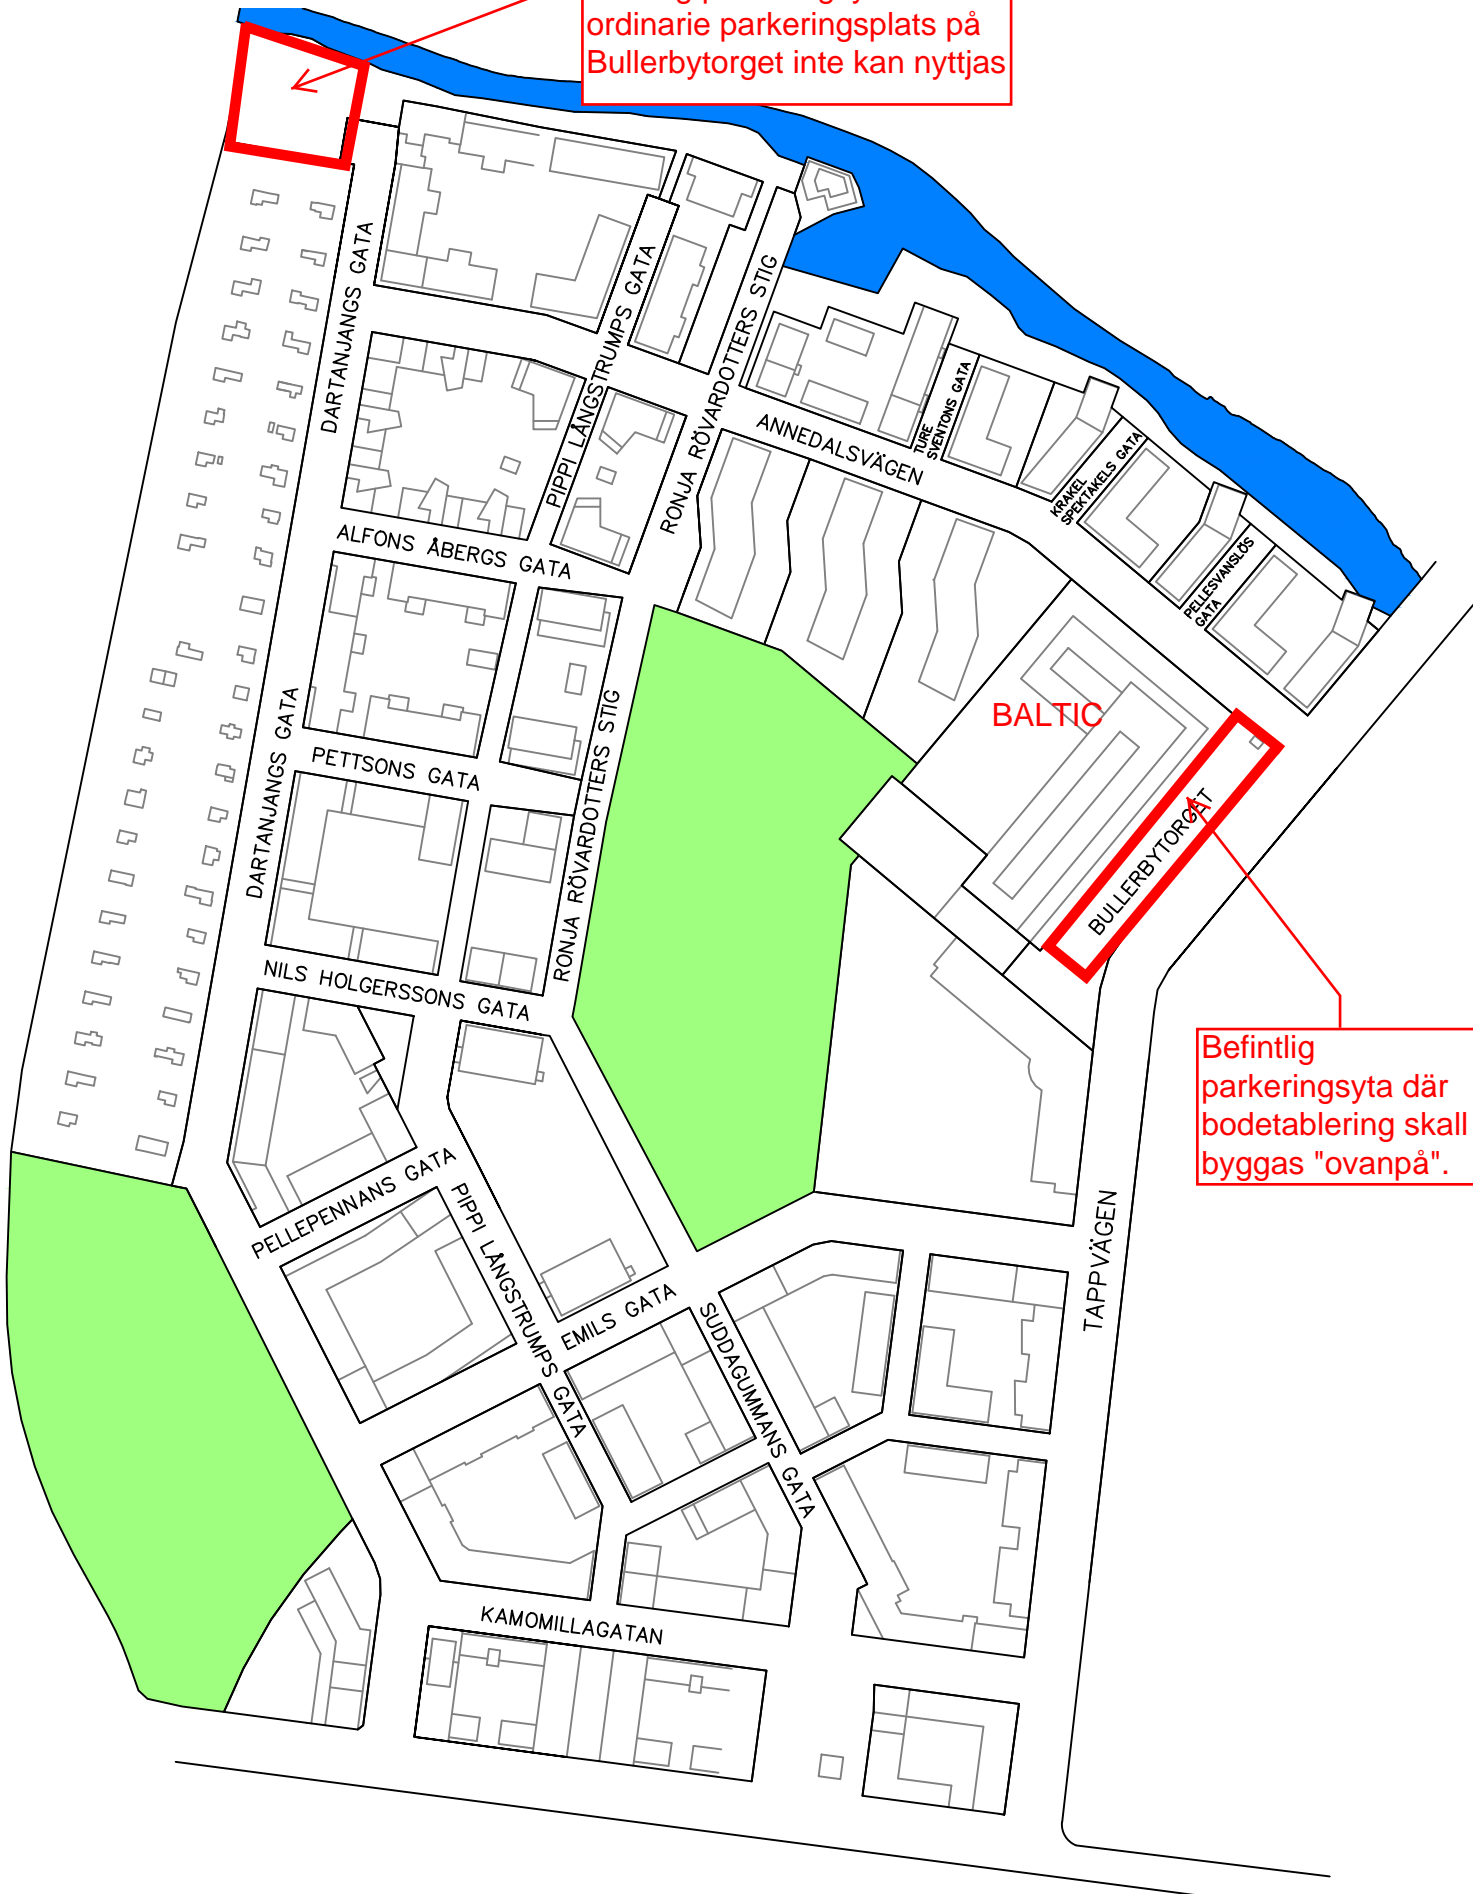 ordinarie parkeringsplats på
Bullerbytorget inte kan nyttjas
DARTANJANGS GATA
PIPPI LÅNGSTRUMPS GATA
RONJA RÖVARDOTTERS STIG
ANNEDALSVÄGEN
TURE
SVENTONS GATA
KRAKEL
SPEKTAKELS GATA
PELLESVANSLÖS
GATA
ALFONS ÅBERGS GATA
BALTIC
BULLERBYTORGET
PETTSONS GATA
DARTANJANGS GATA
RONJA RÖVARDOTTERS STIG
NILS HOLGERSSONS GATA
Befintlig
parkeringsyta där
bodetablering skall
byggas "ovanpå".
PELLEPENNANS GATA
PIPPI LÅNGSTRUMPS GATA
EMILS GATA
SUDDAGUMMANS GATA
TAPPVÄGEN
KAMOMILLAGATAN